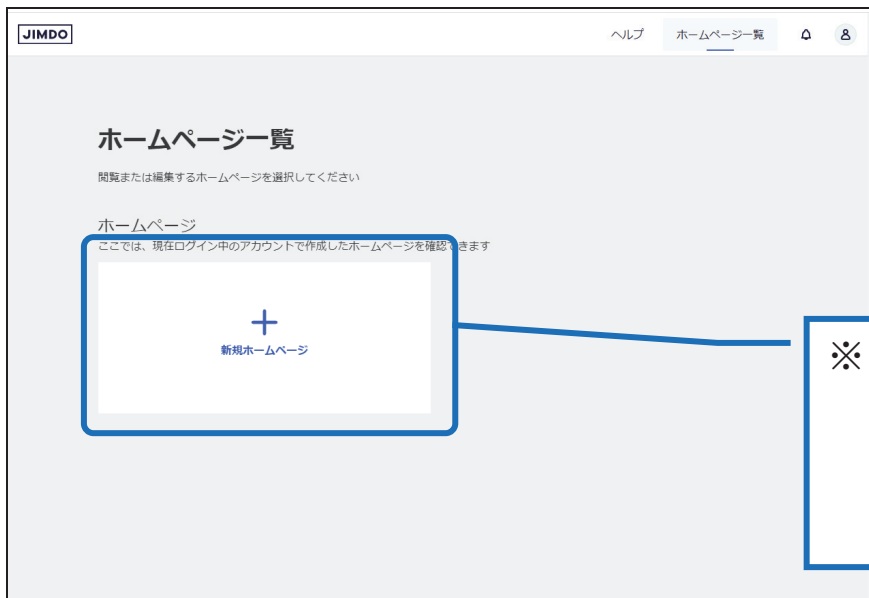 JIMDO
ヘルプ ホームページ一覧
ホームページ一覧
閲覧または編集するホームページを選択してください
ホームページ
ここでは、現在ログイン中のアカウントで作成したホームページを確認できます
新規ホームページ
※